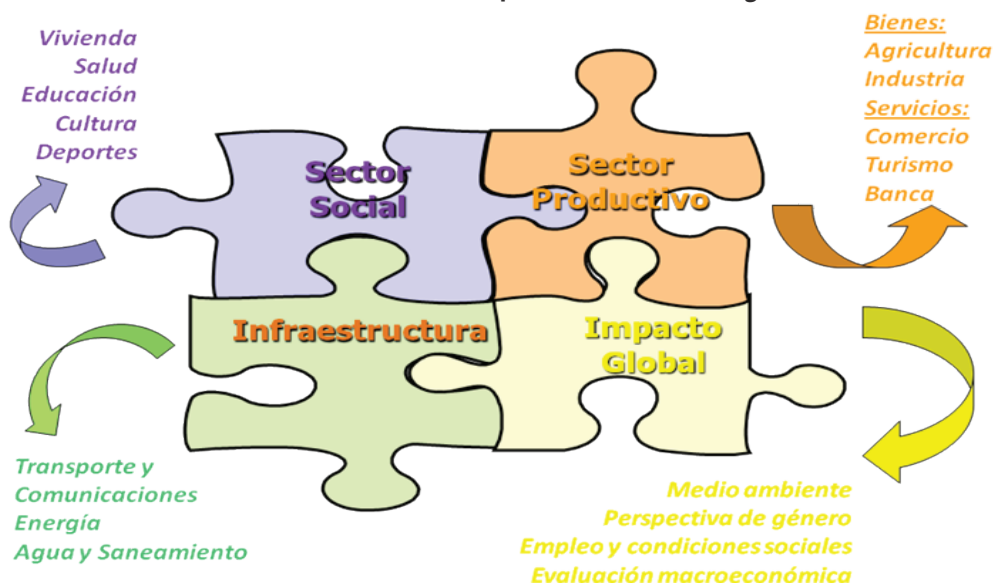 Vivienda
Salud
Educación
Cultura
Deportes
Bienes:
Agricultura
Industria
Servicios:
Comercio
Turismo
Banca
Sector
Social
Sector
Productivo
Infraestructura
Impacto
Global
Transporte y
Comunicaciones
Energía
Agua y Saneamiento
Medio ambiente
Perspectiva de género
Empleo y condiciones sociales
Evaluación macroeconómica